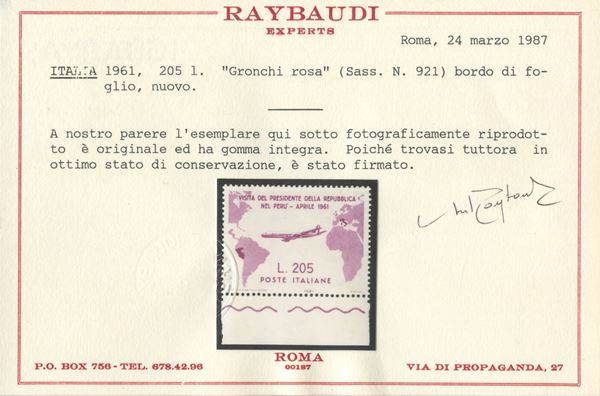 RAYBAUDI
EXPERTS
Roma, 24 marzo 1987
ITALIA 1961, 205 l. "Gronchi rosa" (Sass. N. 921) bordo di fo-
glio, nuovo.
A nostro parere l'esemplare qui sotto fotograficamente riprodot-
to è originale ed ha gomma integra. Poiché trovasi tuttora in
ottimo stato di conservazione, è stato firmato.
VISITA DEL PRESIDENTE DELLA REPUBBLICA
NEL PERÙ - APRILE 1961
L. 205
POSTE ITALIANE
P.O. BOX 756 - TEL. 678.42.96
ROMA
00187
VIA DI PROPAGANDA, 27